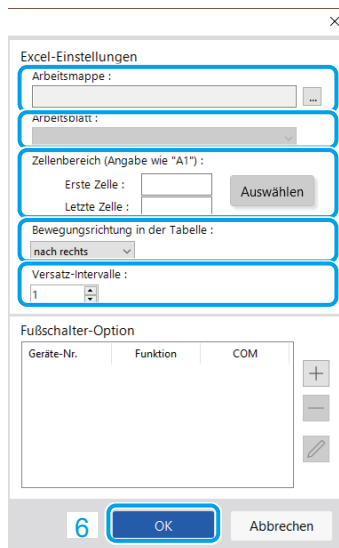 Excel-Einstellungen
Arbeitsmappe :
...
Arbeitsblatt :
Zellenbereich (Angabe wie "A1") :
Erste Zelle :
Auswählen
Letzte Zelle :
Bewegungsrichtung in der Tabelle :
nach rechts
Versatz-Intervalle :
1
Fußschalter-Option
Geräte-Nr. Funktion COM
6 OK Abbrechen